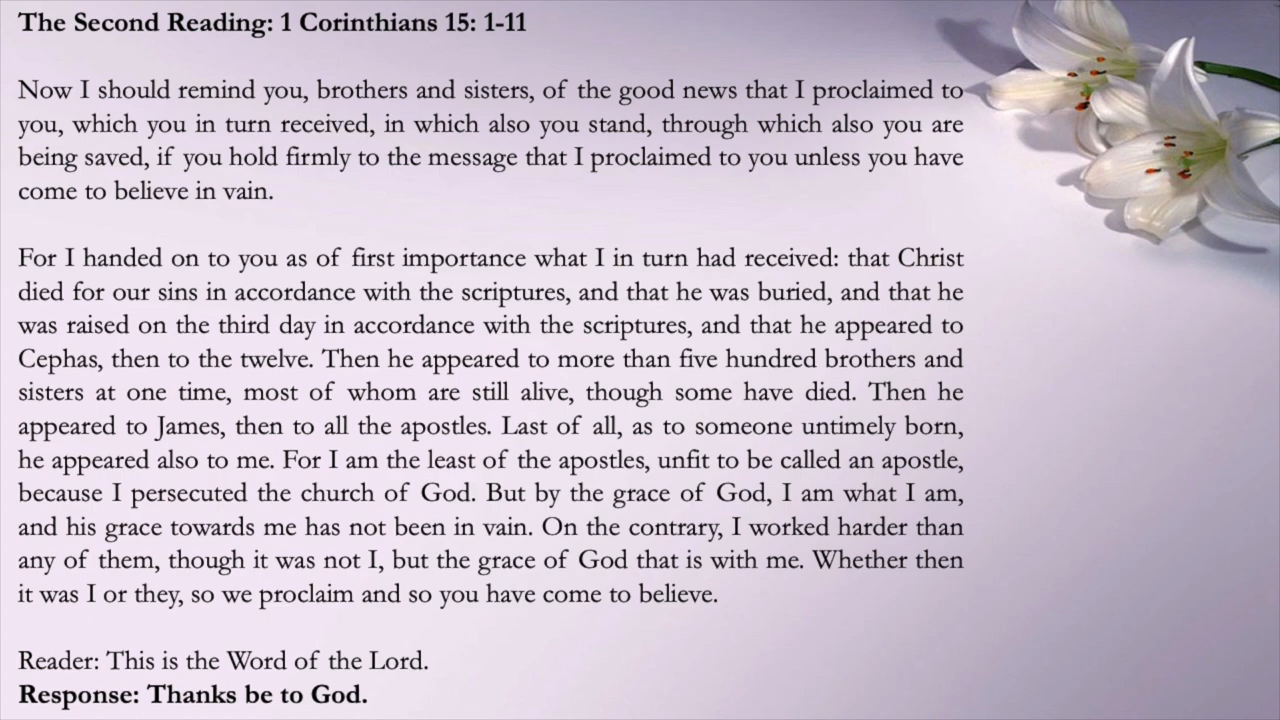 The Second Reading: 1 Corinthians 15: 1-11
Now I should remind you, brothers and sisters, of the good news that I proclaimed to
you, which you in turn received, in which also you stand, through which also you are
being saved, if you hold firmly to the message that I proclaimed to you unless you have
come to believe in vain.
For I handed on to you as of first importance what I in turn had received: that Christ
died for our sins in accordance with the scriptures, and that he was buried, and that he
was raised on the third day in accordance with the scriptures, and that he appeared to
Cephas, then to the twelve. Then he appeared to more than five hundred brothers and
sisters at one time, most of whom are still alive, though some have died. Then he
appeared to James, then to all the apostles. Last of all, as to someone untimely born,
he appeared also to me. For I am the least of the apostles, unfit to be called an apostle,
because I persecuted the church of God. But by the grace of God, I am what I am,
and his grace towards me has not been in vain. On the contrary, I worked harder than
any of them, though it was not I, but the grace of God that is with me. Whether then
it was I or they, so we proclaim and so you have come to believe.
Reader: This is the Word of the Lord.
Response: Thanks be to God.